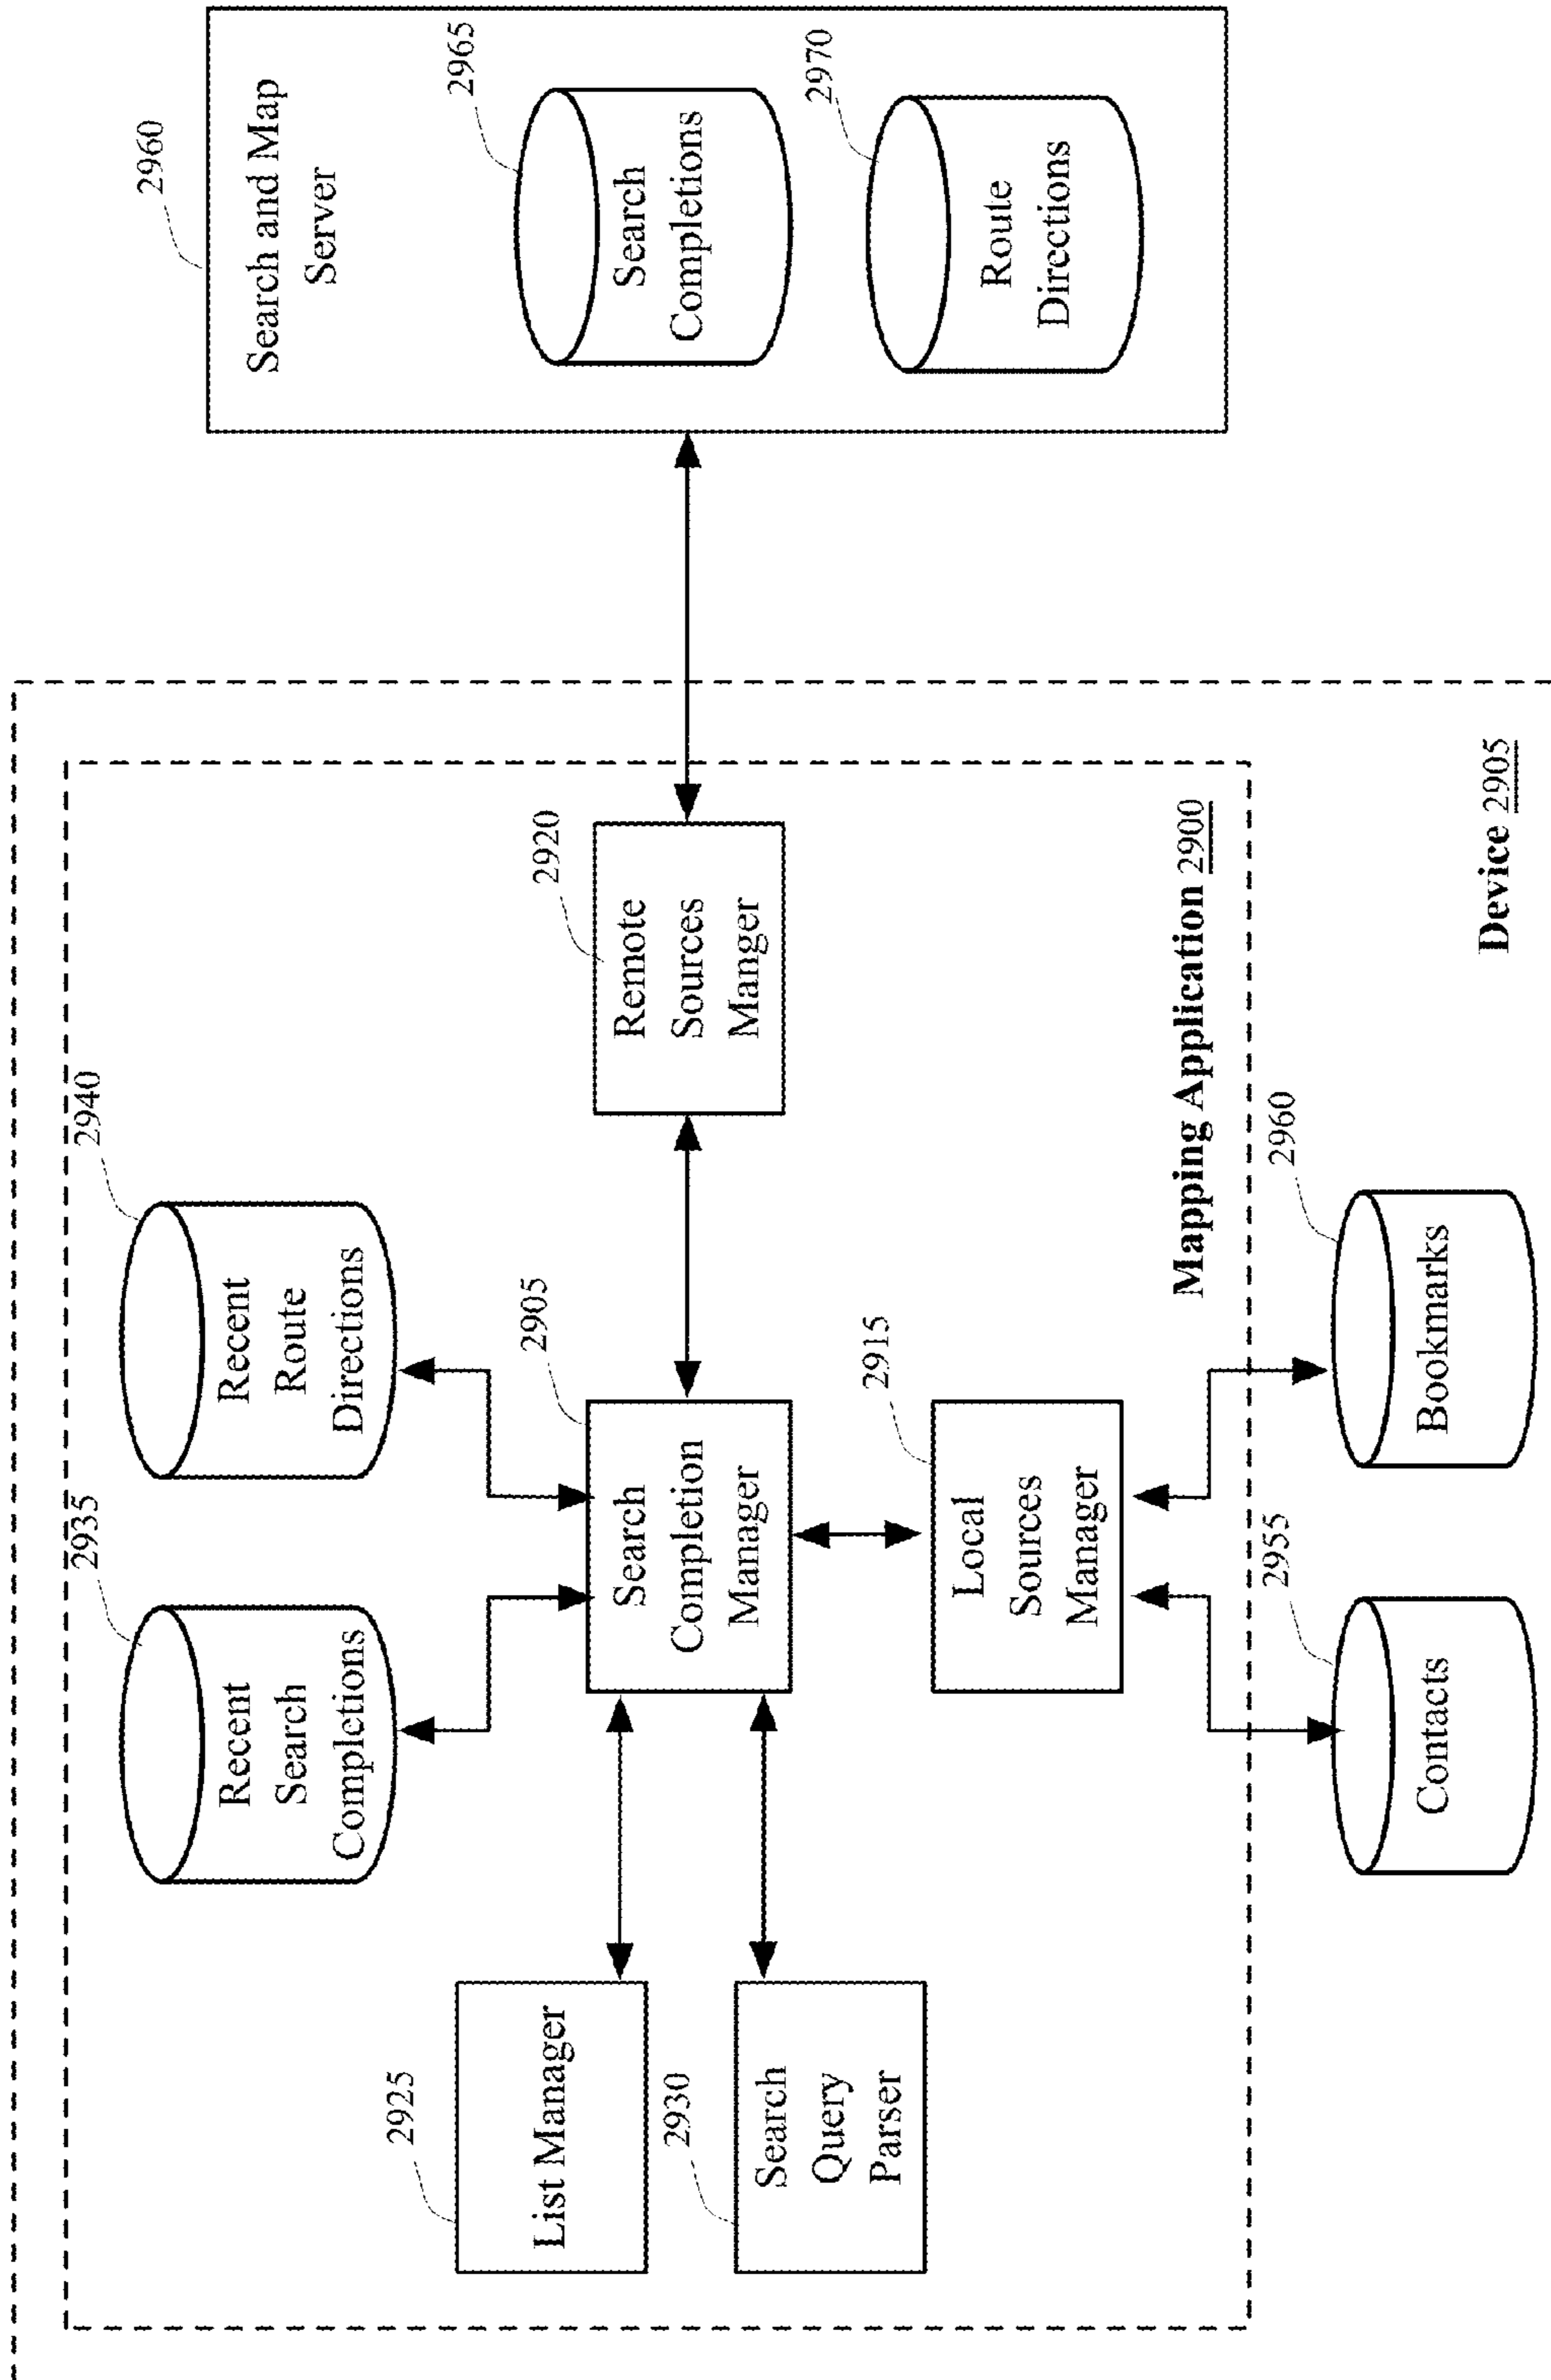 2935
Recent
Search
Completions
2940
Recent
Route
Directions
2960
Search and Map
Server
2925
List Manager
2905
Search
Completion
Manager
2920
Remote
Sources
Manger
2965
Search
Completions
2930
Search
Query
Parser
2915
Local
Sources
Manager
2970
Route
Directions
Mapping Application 2900
2955
Contacts
2960
Bookmarks
Device 2905